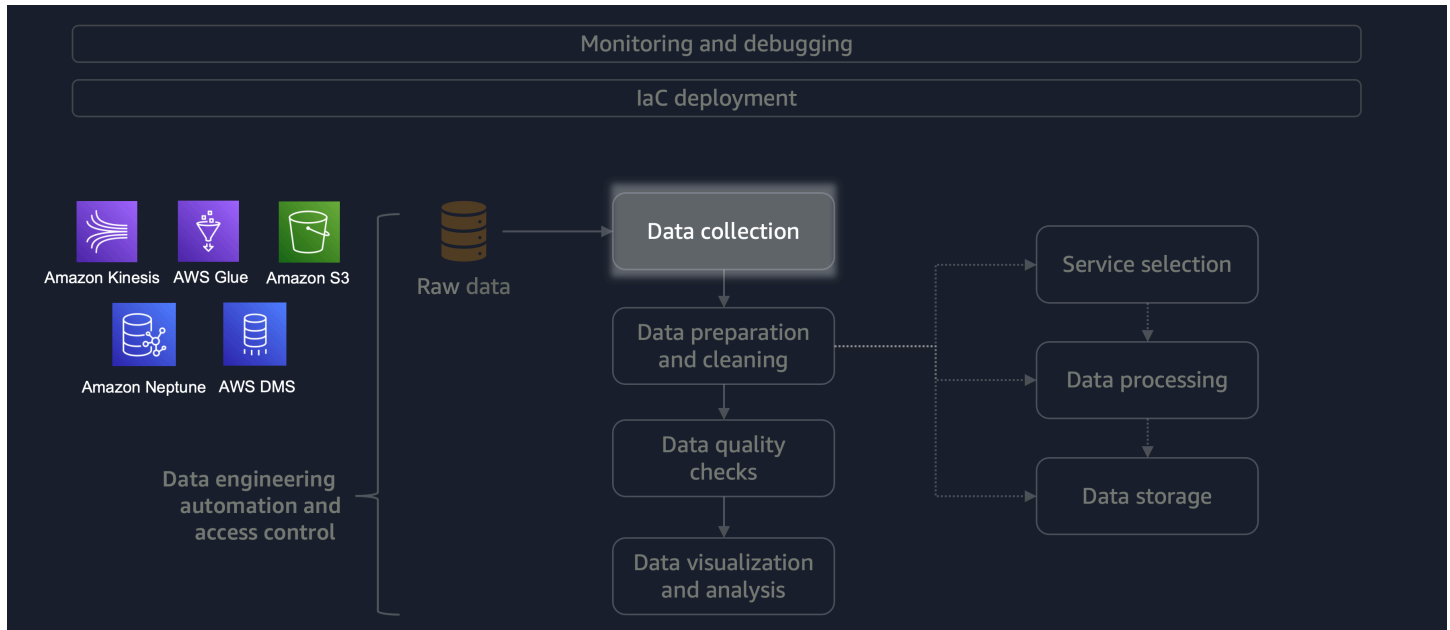 Monitoring and debugging
IaC deployment
Amazon Kinesis
AWS Glue
Amazon S3
Amazon Neptune
AWS DMS
Data engineering
automation and
access control
Raw data
Data collection
Data preparation
and cleaning
Data quality
checks
Data visualization
and analysis
Service selection
Data processing
Data storage